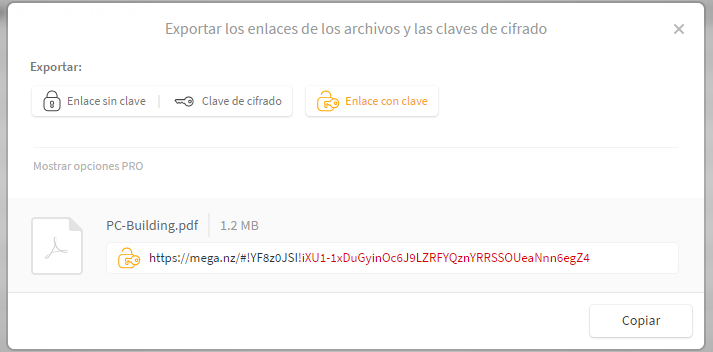 Exportar los enlaces de los archivos y las claves de cifrado
Exportar:
Enlace sin clave
Clave de cifrado
Enlace con clave
Mostrar opciones PRO
PC-Building.pdf
1.2 MB
https://mega.nz/#!YF8z0JSI!iXU1-1xDuGyinOc6J9LZRFYQznYRRSSOUeaNnn6egZ4
Copiar